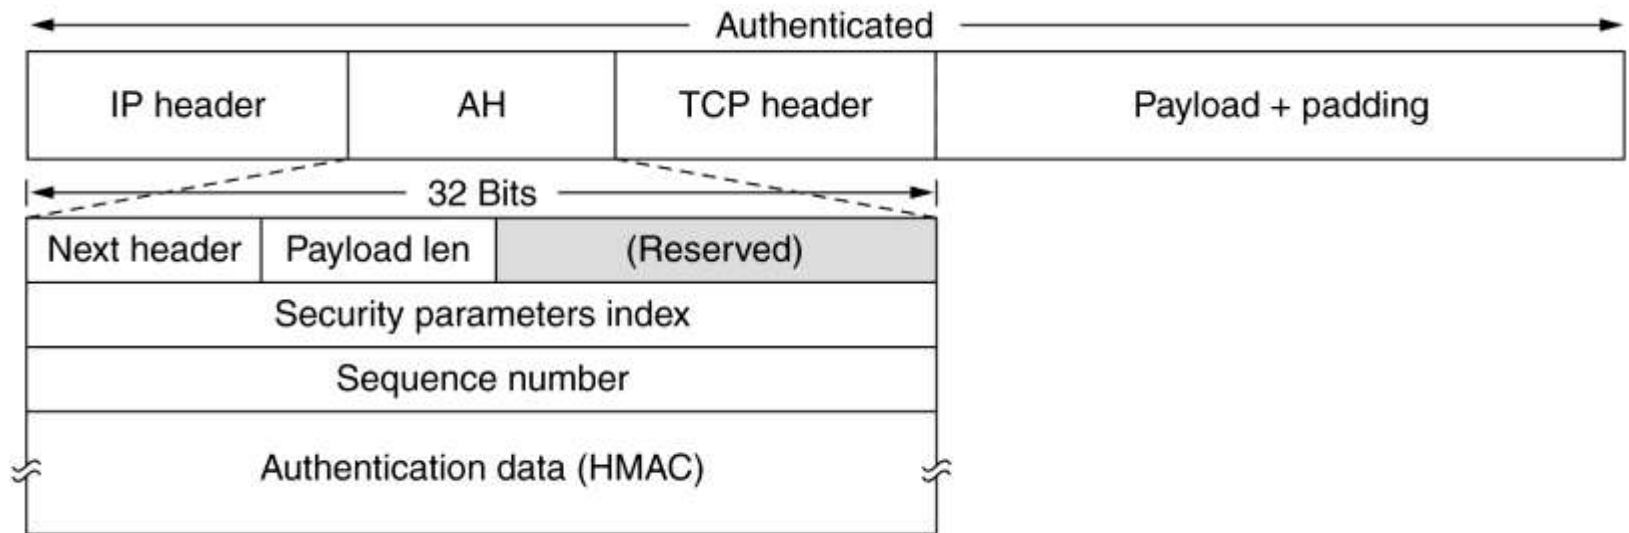 Authenticated
IP header AH TCP header Payload + padding
32 Bits
Next header Payload len (Reserved)
Security parameters index
Sequence number
Authentication data (HMAC)